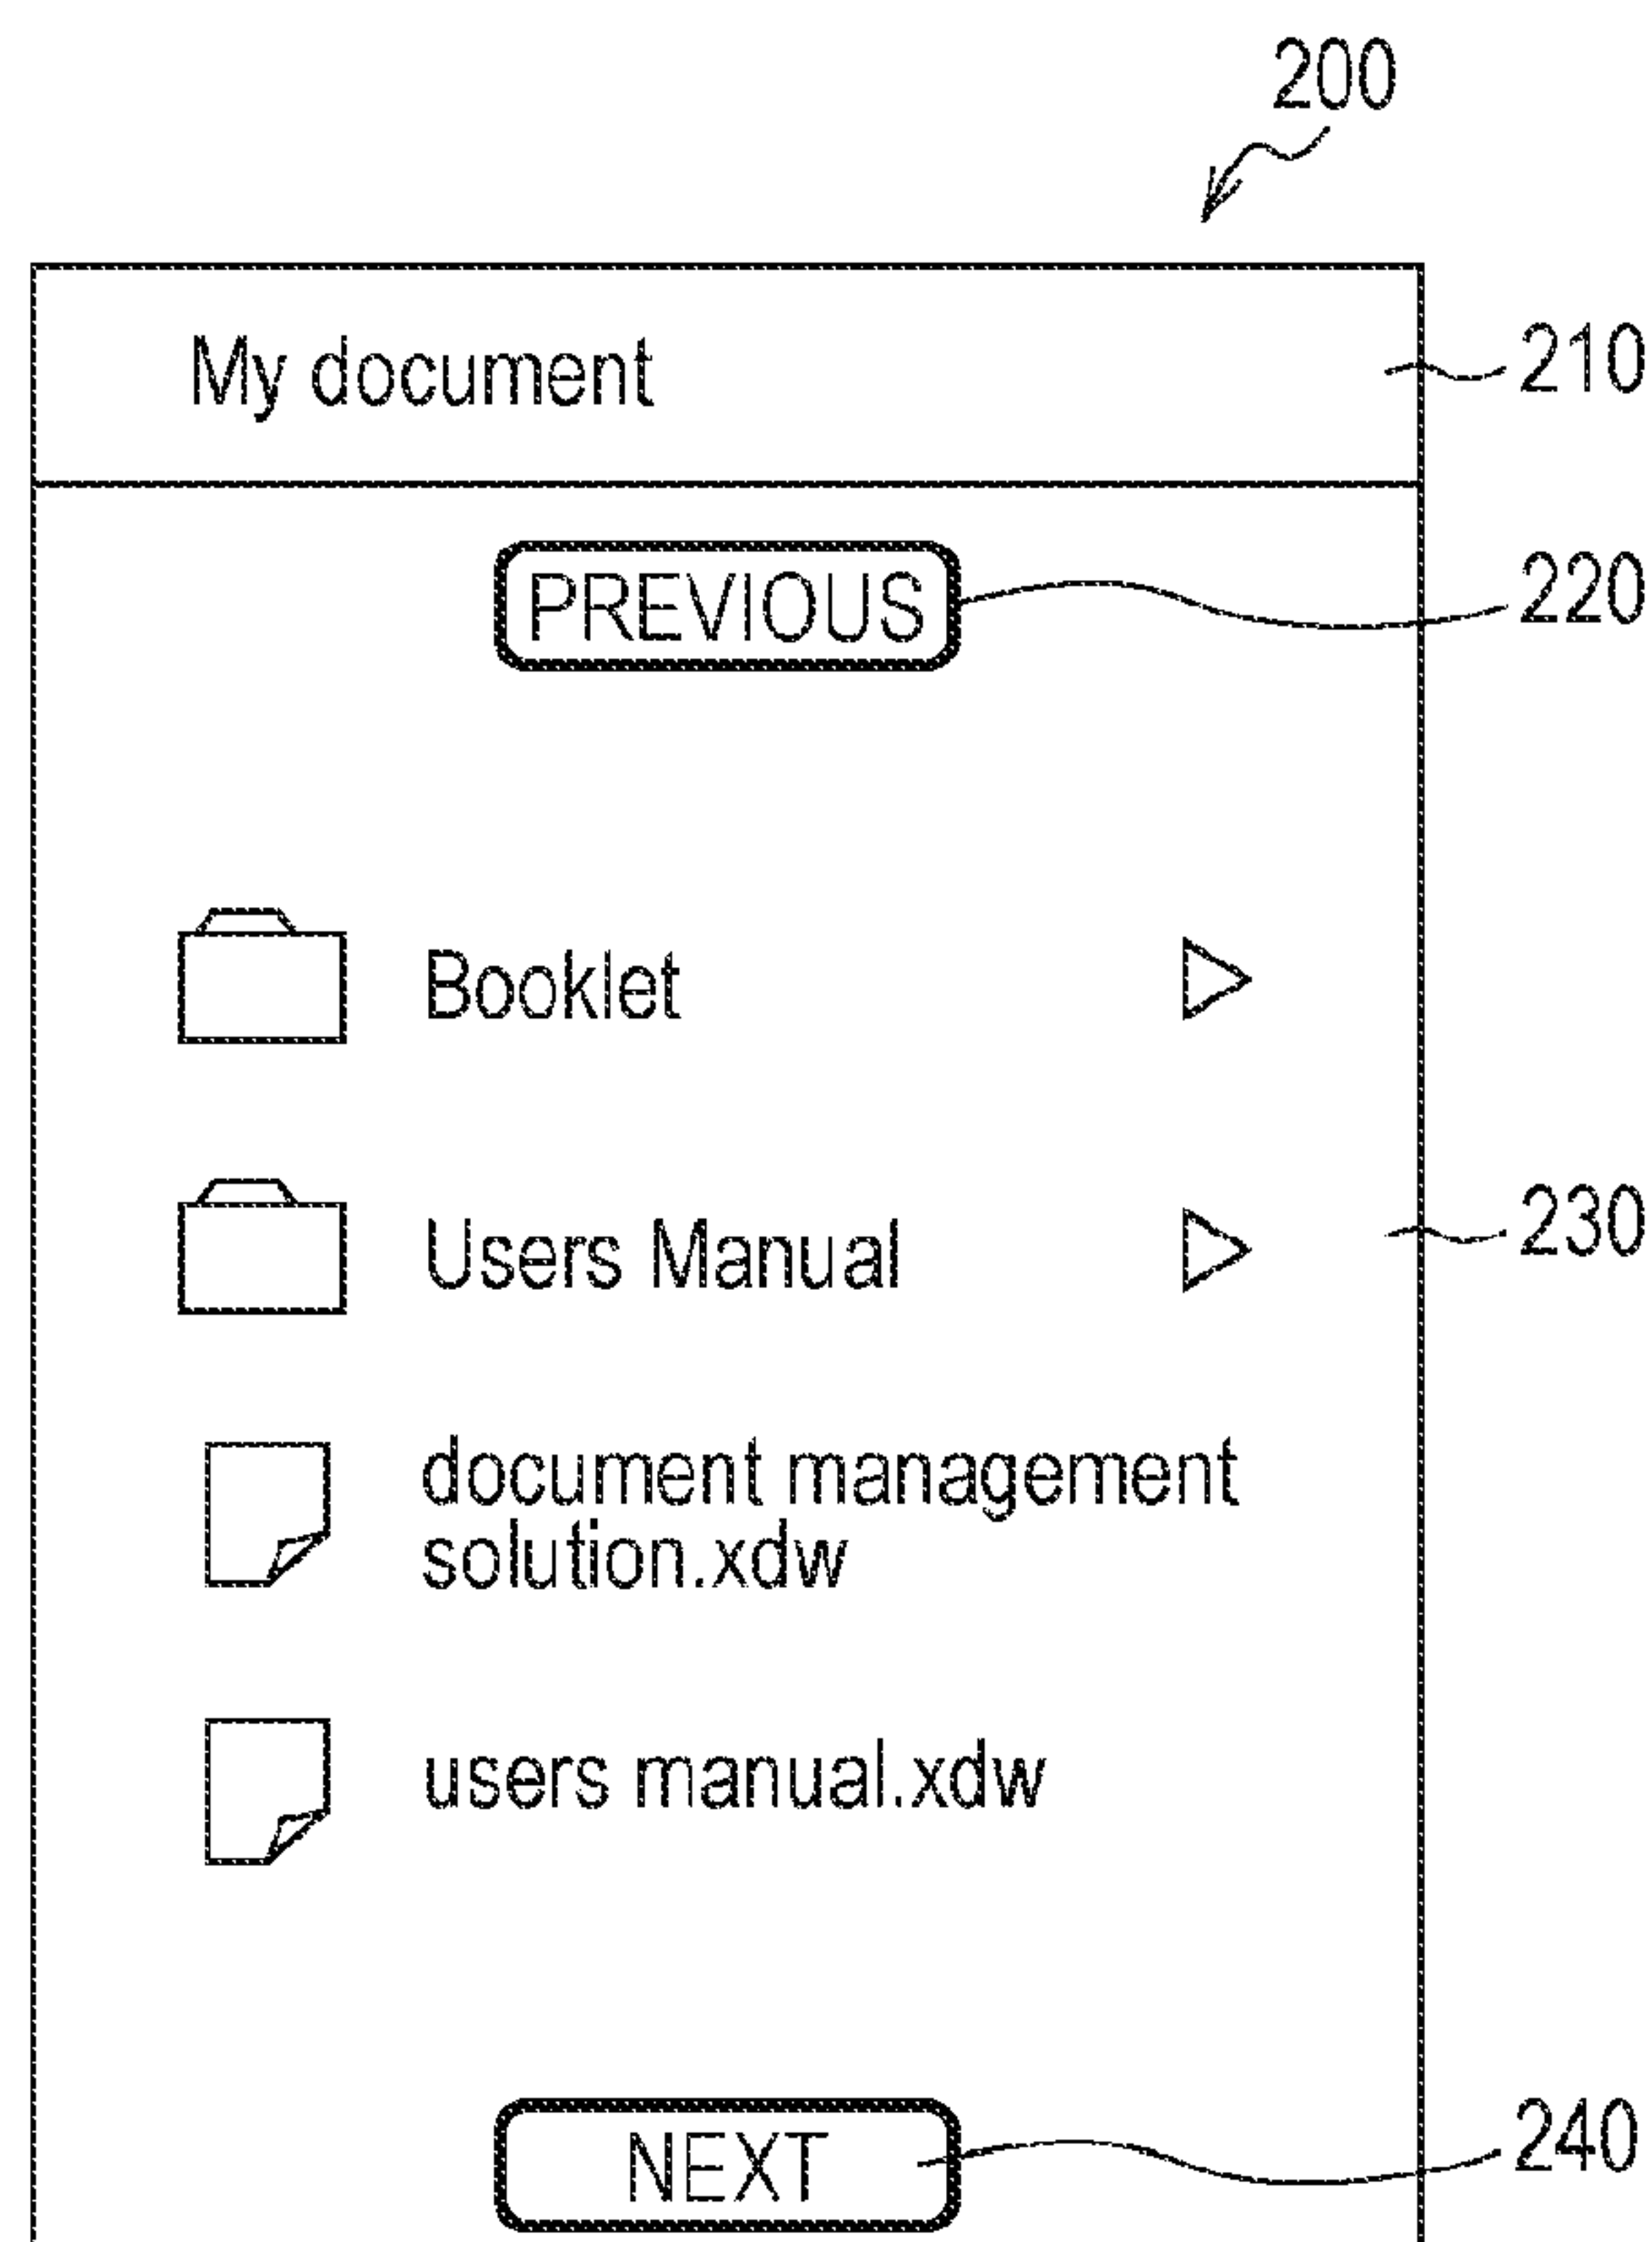 200
My document
210
PREVIOUS
220
Booklet
Users Manual
230
document management
solution.xdw
users manual.xdw
NEXT
240